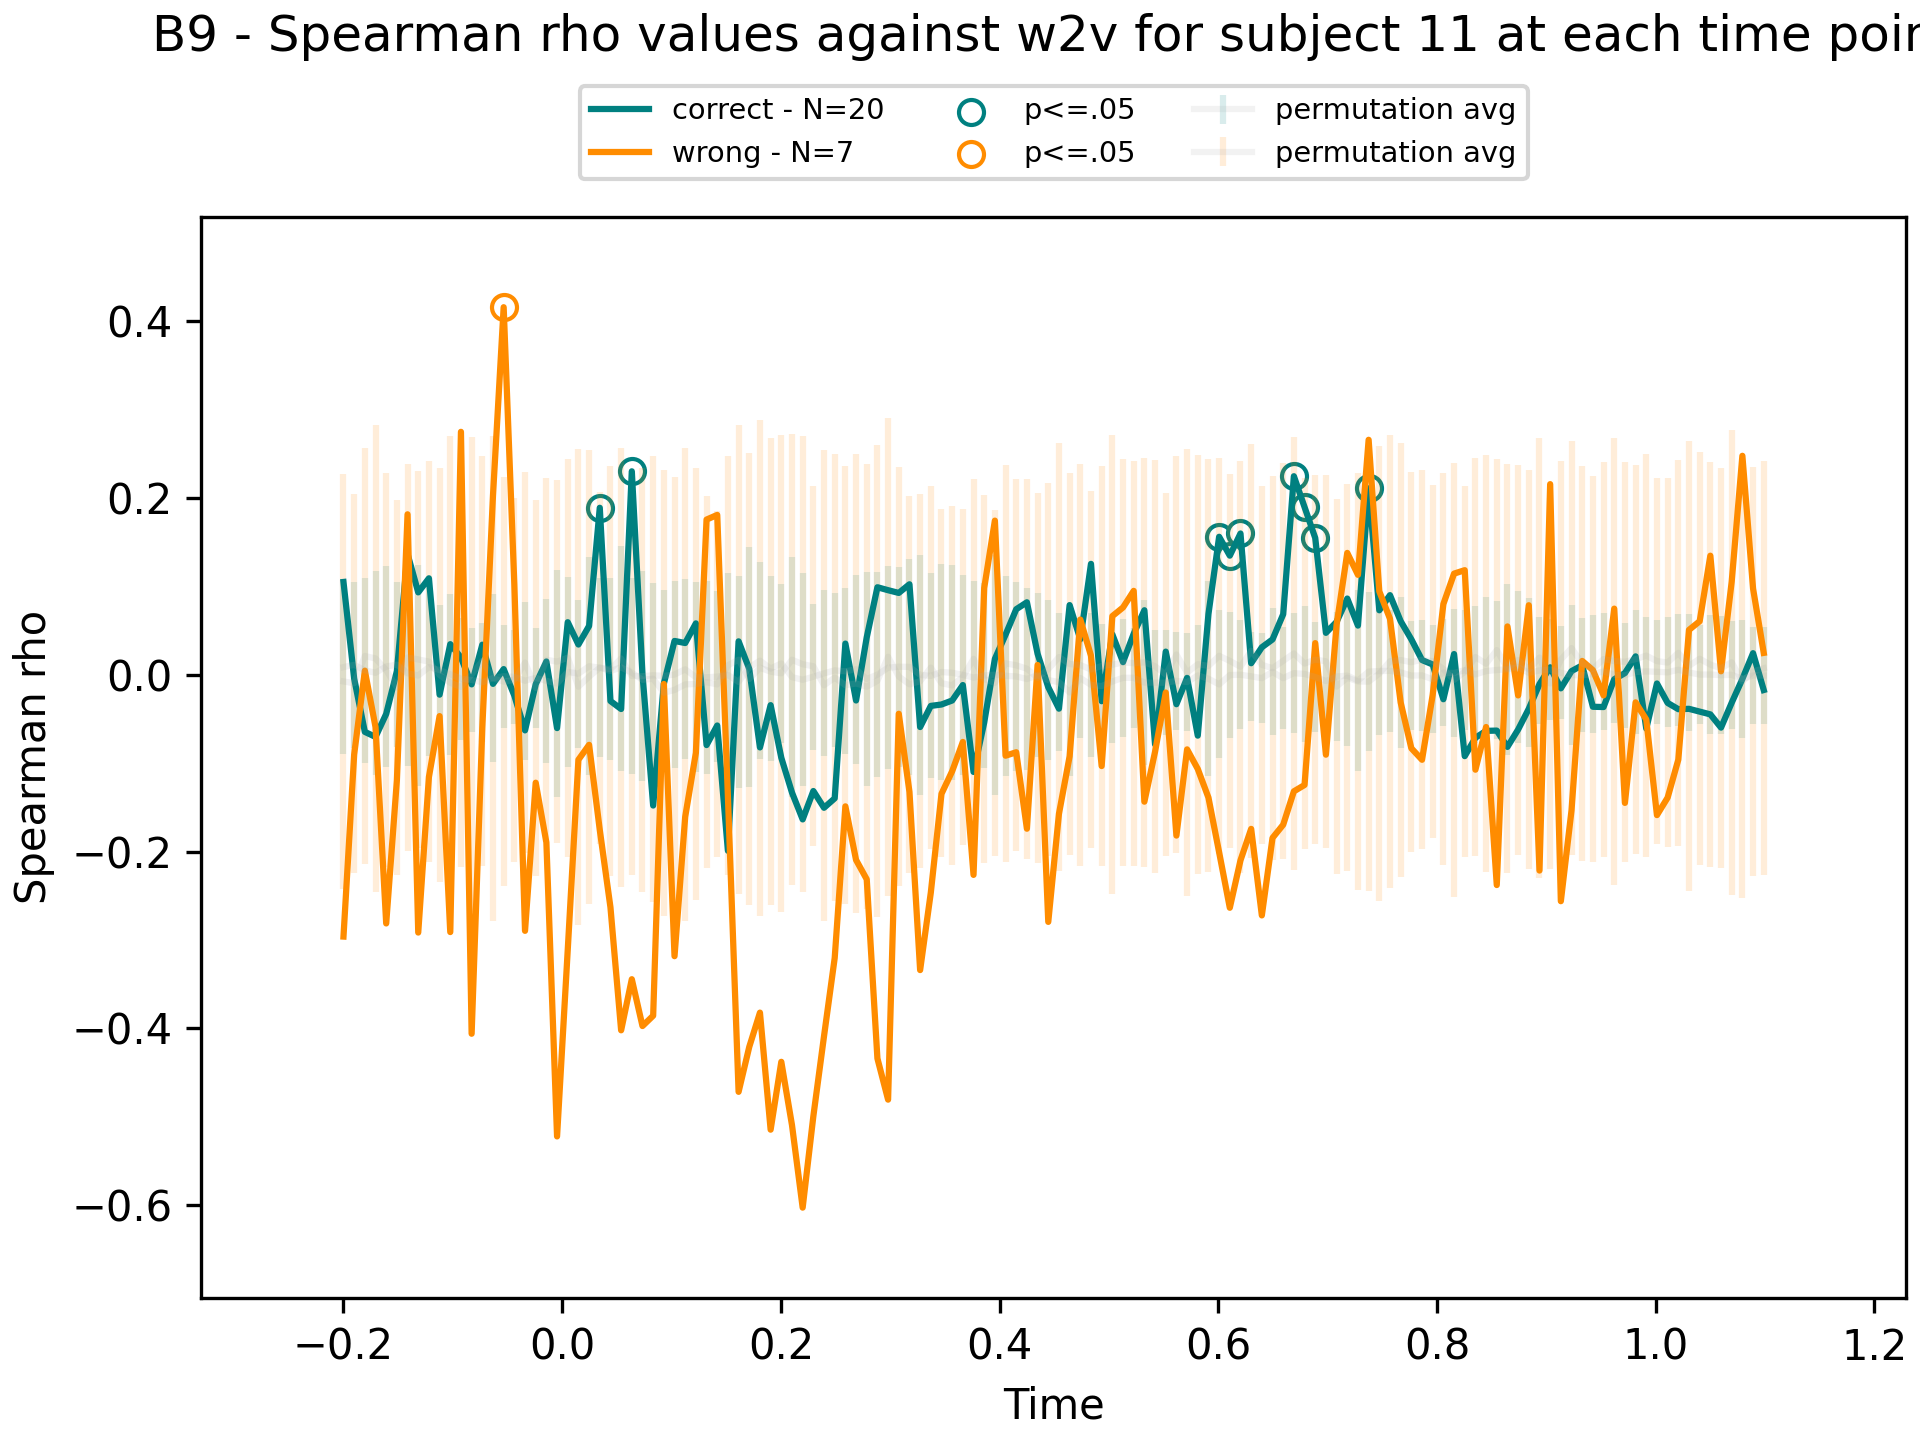 B9 - Spearman rho values against w2v for subject 11 at each time poin
correct - N=20
wrong - N=7
p<=.05
p<=.05
permutation avg
permutation avg
Spearman rho
0.4
0.2
0.0
−0.2
−0.4
−0.6
−0.2 0.0 0.2 0.4 0.6 0.8 1.0 1.2
Time